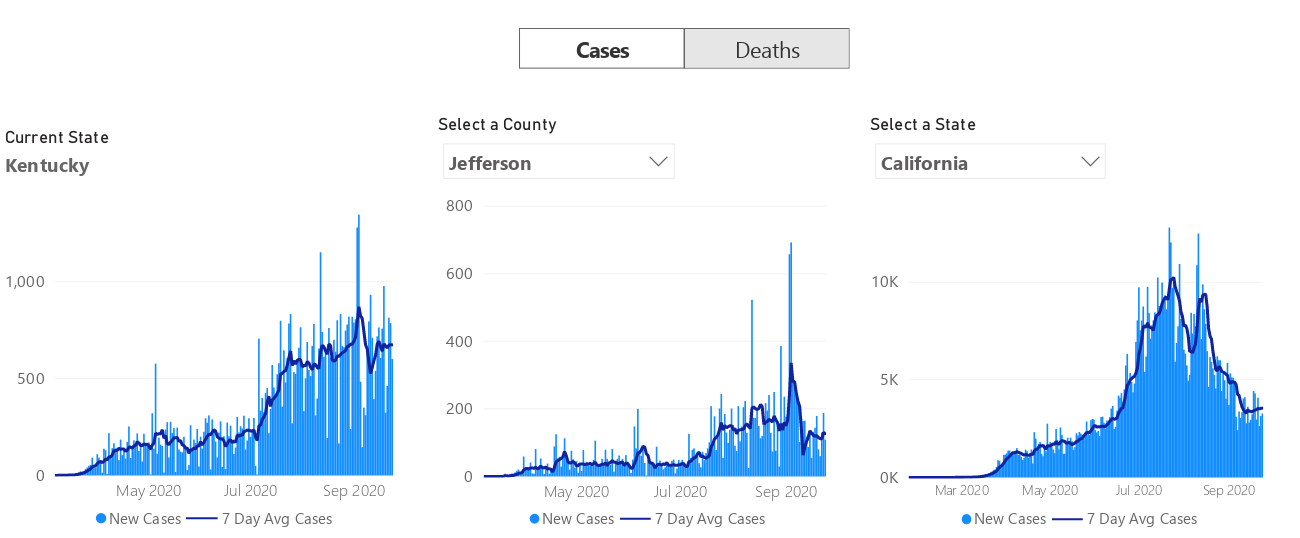 Cases Deaths
Current State
Kentucky
1,000
500
0
May 2020 Jul 2020 Sep 2020
New Cases 7 Day Avg Cases
Select a County
Jefferson
800
600
400
200
0
May 2020 Jul 2020 Sep 2020
New Cases 7 Day Avg Cases
Select a State
California
10K
5K
0K
Mar 2020 May 2020 Jul 2020 Sep 2020
New Cases 7 Day Avg Cases